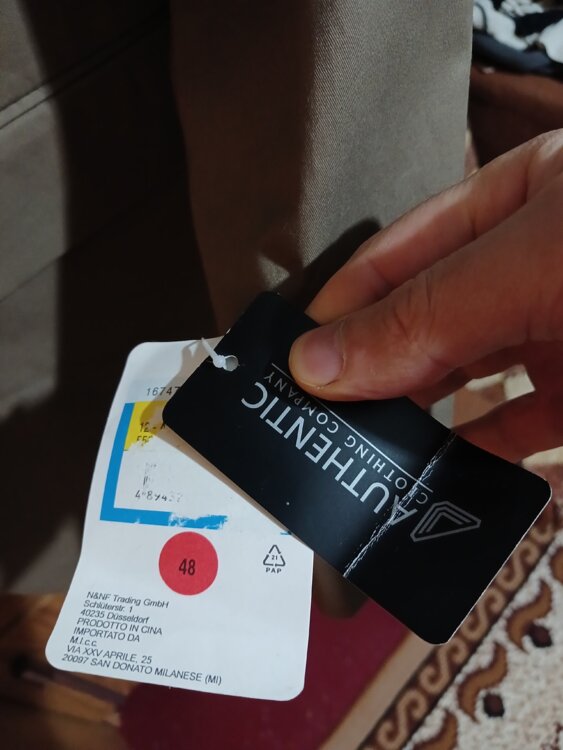 AUTHENTIC
CLOTHING COMPANY
48
21
PAP
N&NF Trading GmbH
Schlüterstr. 1
40235 Düsseldorf
PRODOTTO IN CINA
IMPORTATO DA
M.I.c.c.
VIA XXV APRILE, 25
20097 SAN DONATO MILANESE (MI)